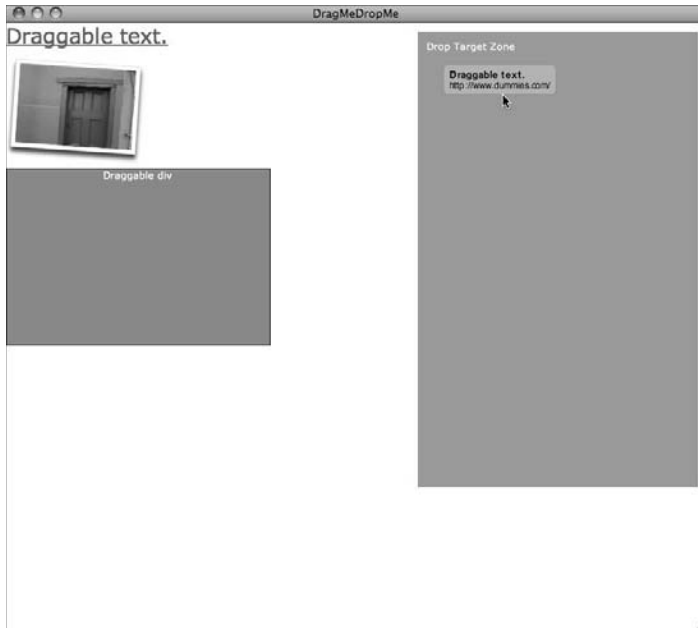 DragMeDropMe
Draggable text.
Drop Target Zone
Draggable text.
http://www.dummies.com/
Draggable div